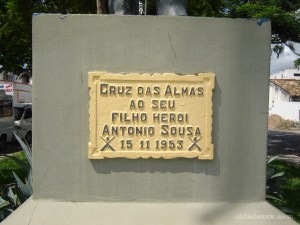 CRUZ DAS ALMAS
AO SEU
FILHO HEROI
ANTONIO SOUSA
15 11 1953